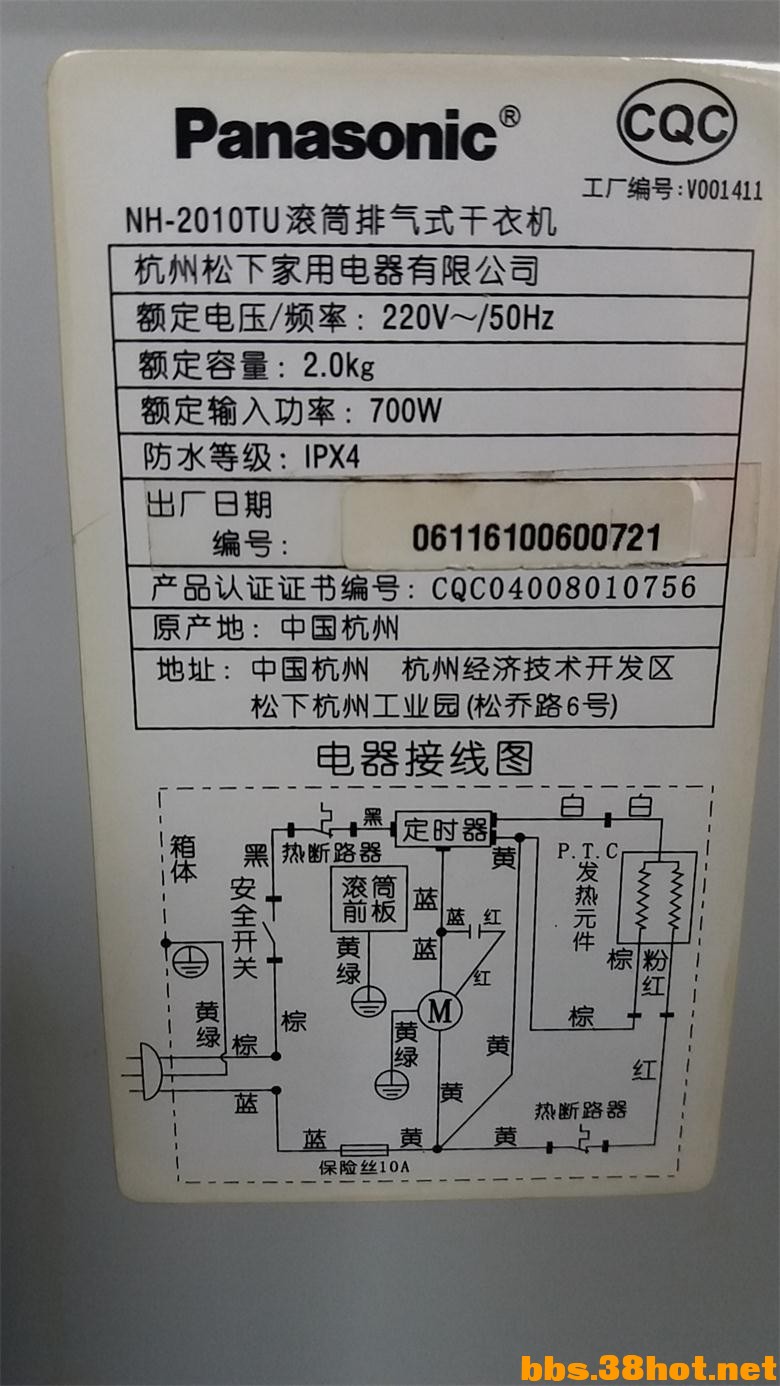 Panasonic®
CQC
工厂编号:V001411
NH-2010TU滚筒排气式干衣机
杭州松下家用电器有限公司
额定电压/频率：220V～/50Hz
额定容量：2.0kg
额定输入功率：700W
防水等级：IPX4
出厂日期
编号：
06116100600721
产品认证证书编号：CQC04008010756
原产地：中国杭州
地址：中国杭州 杭州经济技术开发区
松下杭州工业园(松乔路6号)
电器接线图
箱体
黑
热断路器
黑
定时器
白
白
黄
P.T.C
发热元件
安全开关
滚筒
前板
蓝
蓝
红
黄绿
蓝
红
棕
粉红
M
黄绿
棕
棕
黄绿
黄
棕
红
蓝
黄
热断路器
蓝
黄
黄
保险丝10A
bbs.38hot.net